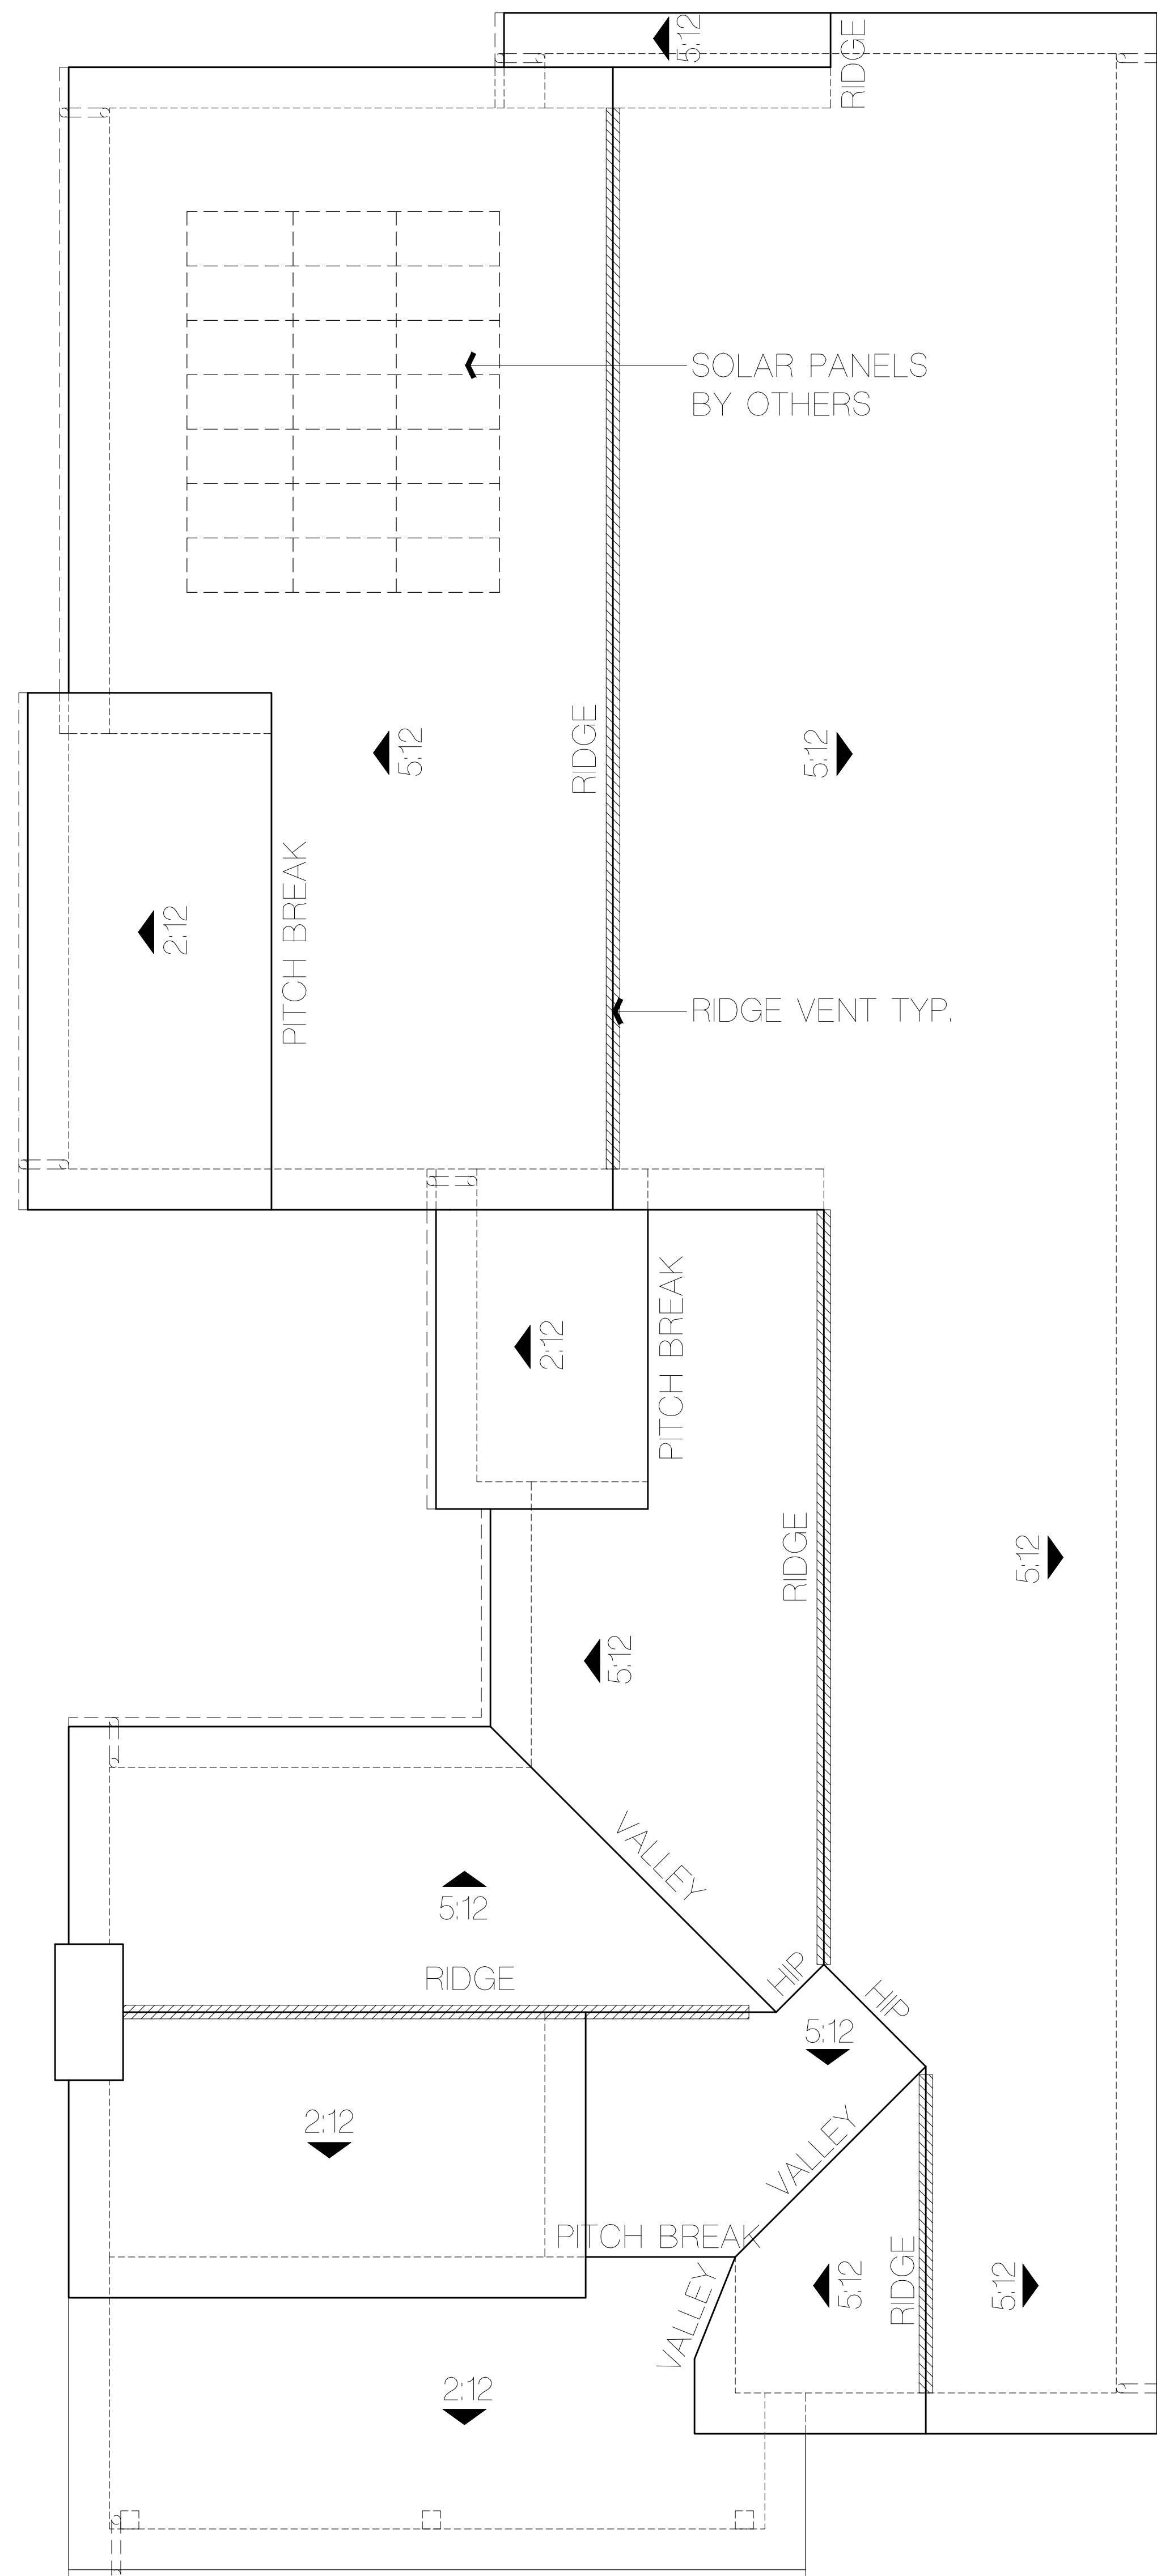 5:12
RIDGE
SOLAR PANELS
BY OTHERS
RIDGE
5:12
5:12
PITCH BREAK
2:12
RIDGE VENT TYP.
PITCH BREAK
2:12
RIDGE
5:12
5:12
VALLEY
5:12
RIDGE
HIP
HIP
5:12
2:12
VALLEY
PITCH BREAK
VALLEY
5:12
RIDGE
5:12
2:12